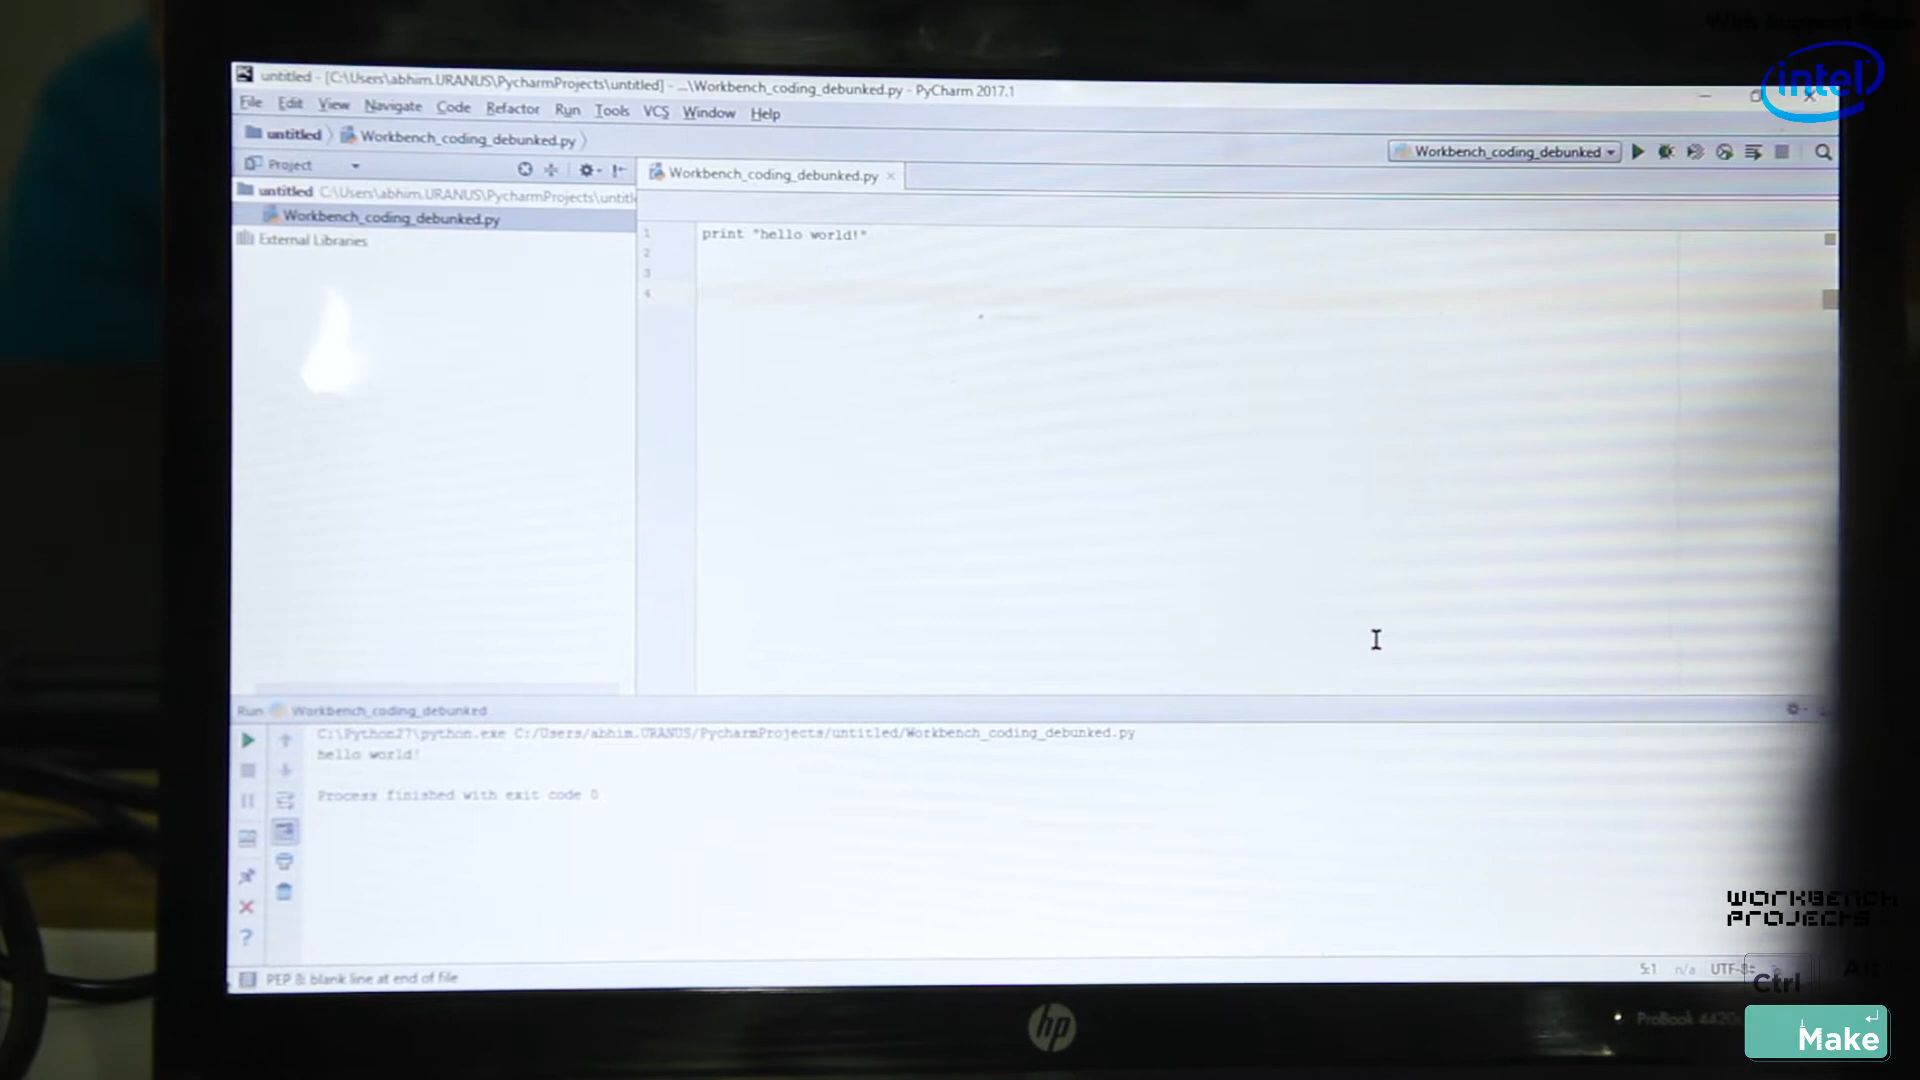 intel
untitled - [C:\Users\abhim.URANUS\PycharmProjects\untitled] - ...\Workbench_coding_debunked.py - PyCharm 2017.1
File Edit View Navigate Code Refactor Run Tools VCS Window Help
untitled Workbench_coding_debunked.py
Workbench_coding_debunked
Project
Workbench_coding_debunked.py
untitled C:\Users\abhim.URANUS\PycharmProjects\untitl
Workbench_coding_debunked.py
External Libraries
1 print "hello world!"
2
3
4
Run Workbench_coding_debunked
C:\Python27\python.exe C:/Users/abhim.URANUS/PycharmProjects/untitled/Workbench_coding_debunked.py
hello world!
Process finished with exit code 0
WORKBENCH
PROJECTS
PEP 8: blank line at end of file
5:1 n/a UTF-8
Ctrl Alt
hp
ProBook
Make